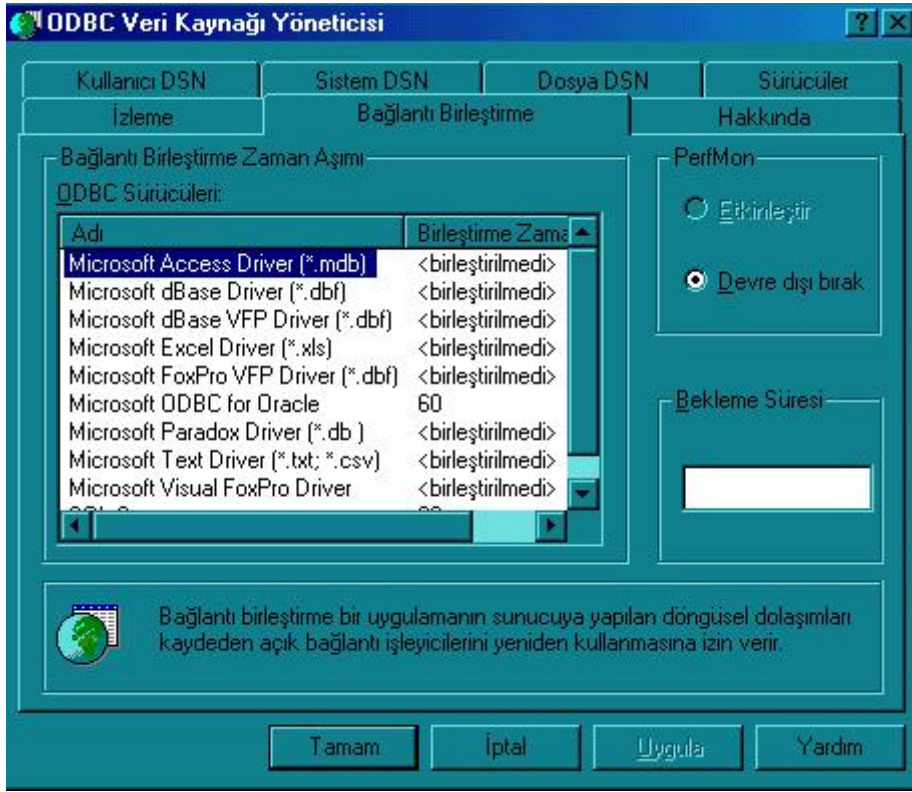 ODBC Veri Kaynağı Yöneticisi
Kullanıcı DSN
Sistem DSN
Dosya DSN
Sürücüler
İzleme
Bağlantı Birleştirme
Hakkında
Bağlantı Birleştirme Zaman Aşımı
ODBC Sürücüleri:
Adı Birleştirme Zama
Microsoft Access Driver (*.mdb) <birleştirilmedi>
Microsoft dBase Driver (*.dbf) <birleştirilmedi>
Microsoft dBase VFP Driver (*.dbf) <birleştirilmedi>
Microsoft Excel Driver (*.xls) <birleştirilmedi>
Microsoft FoxPro VFP Driver (*.dbf) <birleştirilmedi>
Microsoft ODBC for Oracle 60
Microsoft Paradox Driver (*.db ) <birleştirilmedi>
Microsoft Text Driver (*.txt; *.csv) <birleştirilmedi>
Microsoft Visual FoxPro Driver <birleştirilmedi>
PerfMon
Etkinleştir
Devre dışı bırak
Bekleme Süresi
Bağlantı birleştirme bir uygulamanın sunucuya yapılan döngüsel dolaşımları
kaydeden açık bağlantı işleyicilerini yeniden kullanmasına izin verir.
Tamam
İptal
Uygula
Yardım